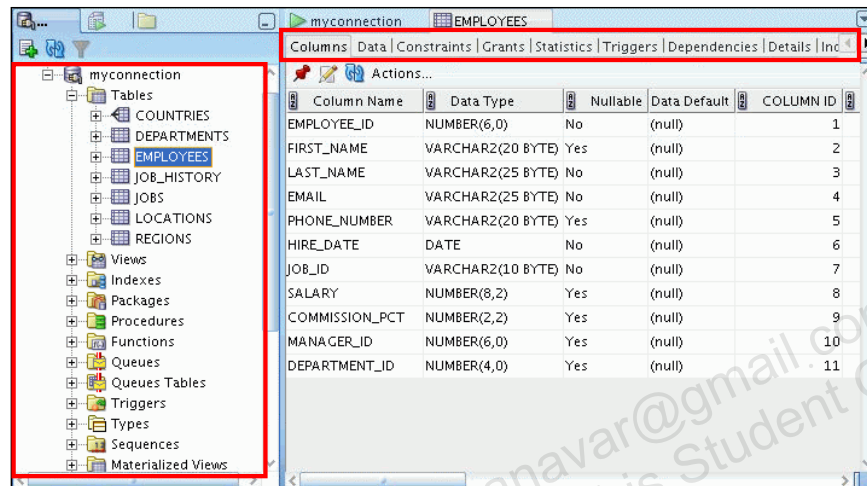 myconnection
EMPLOYEES
Columns Data | Constraints | Grants | Statistics | Triggers | Dependencies | Details | Inc
Actions...
myconnection
Tables
COUNTRIES
DEPARTMENTS
EMPLOYEES
JOB_HISTORY
JOBS
LOCATIONS
REGIONS
Views
Indexes
Packages
Procedures
Functions
Queues
Queues Tables
Triggers
Types
Sequences
Materialized Views
Column Name Data Type Nullable Data Default COLUMN ID
EMPLOYEE_ID NUMBER(6,0) No (null) 1
FIRST_NAME VARCHAR2(20 BYTE) Yes (null) 2
LAST_NAME VARCHAR2(25 BYTE) No (null) 3
EMAIL VARCHAR2(25 BYTE) No (null) 4
PHONE_NUMBER VARCHAR2(20 BYTE) Yes (null) 5
HIRE_DATE DATE No (null) 6
JOB_ID VARCHAR2(10 BYTE) No (null) 7
SALARY NUMBER(8,2) Yes (null) 8
COMMISSION_PCT NUMBER(2,2) Yes (null) 9
MANAGER_ID NUMBER(6,0) Yes (null) 10
DEPARTMENT_ID NUMBER(4,0) Yes (null) 11
anavar@gmail.com
is Student